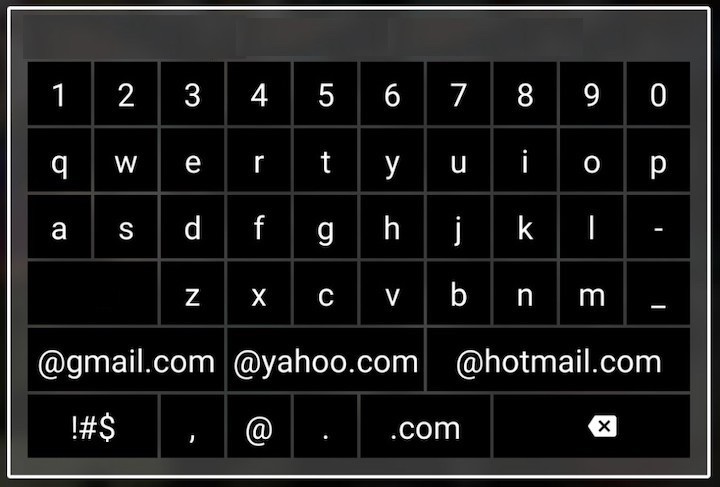 1 2 3 4 5 6 7 8 9 0
q w e r t y u i o p
a s d f g h j k l -
z x c v b n m _
@gmail.com @yahoo.com @hotmail.com
!#$ , @ . .com